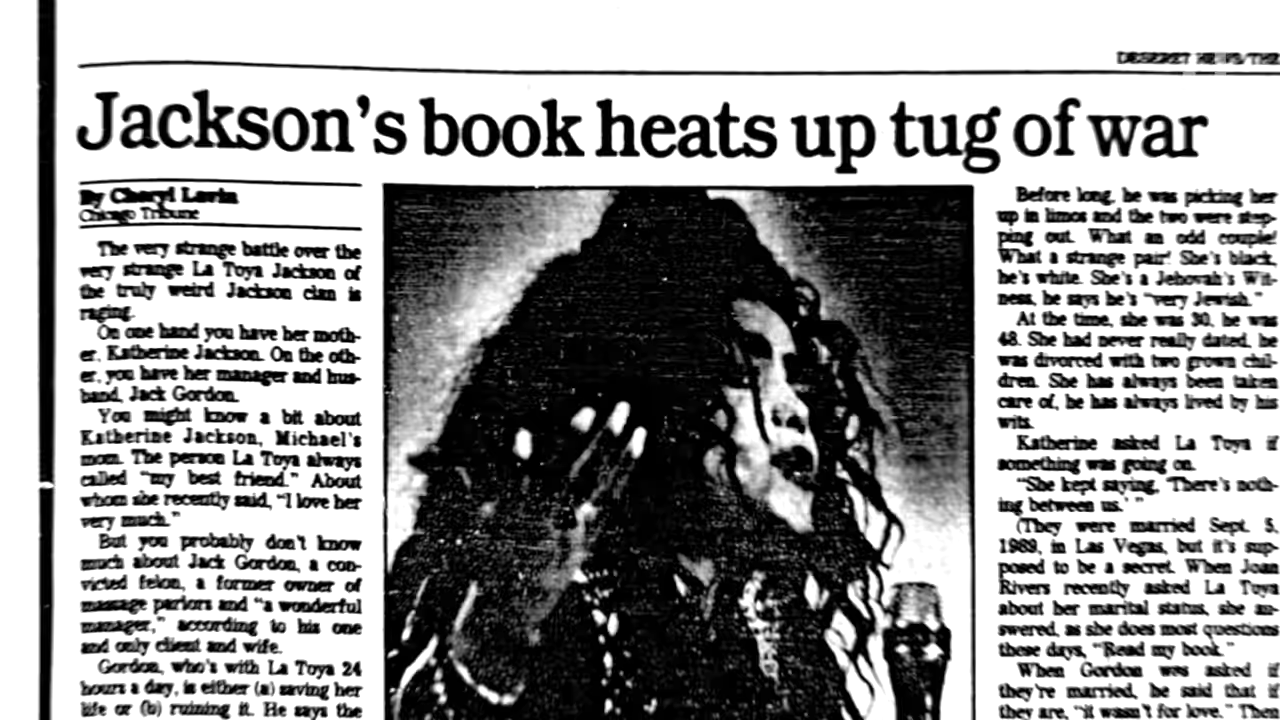 DESERET NEWS/THE
Jackson's book heats up tug of war
By Cheryl Lavin
Chicago Tribune
The very strange battle over the
very strange La Toya Jackson of
the truly weird Jackson clan is
raging.
On one hand you have her moth-
er, Katherine Jackson. On the oth-
er, you have her manager and hus-
band, Jack Gordon.
You might know a bit about
Katherine Jackson, Michael's
mom. The person La Toya always
called "my best friend." About
whom she recently said, "I love her
very much."
But you probably don't know
much about Jack Gordon, a con-
victed felon, a former owner of
massage parlors and "a wonderful
manager," according to his one
and only client and wife.
Gordon, who's with La Toya 24
hours a day, is either (a) saving her
life or (b) ruining it. He says the
Before long, he was picking her
up in limos and the two were step-
ping out. What an odd couple!
What a strange pair! She's black,
he's white. She's a Jehovah's Wit-
ness, he says he's "very Jewish."
At the time, she was 30, he was
48. She had never really dated, he
was divorced with two grown chil-
dren. She has always been taken
care of, he has always lived by his
wits.
Katherine asked La Toya if
something was going on.
"She kept saying, 'There's noth-
ing between us.' "
(They were married Sept. 5,
1989, in Las Vegas, but it's sup-
posed to be a secret. When Joan
Rivers recently asked La Toya
about her marital status, she an-
swered, as she does most questions
these days, "Read my book."
When Gordon was asked if
they're married, he said that if
they are, "it wasn't for love." Then